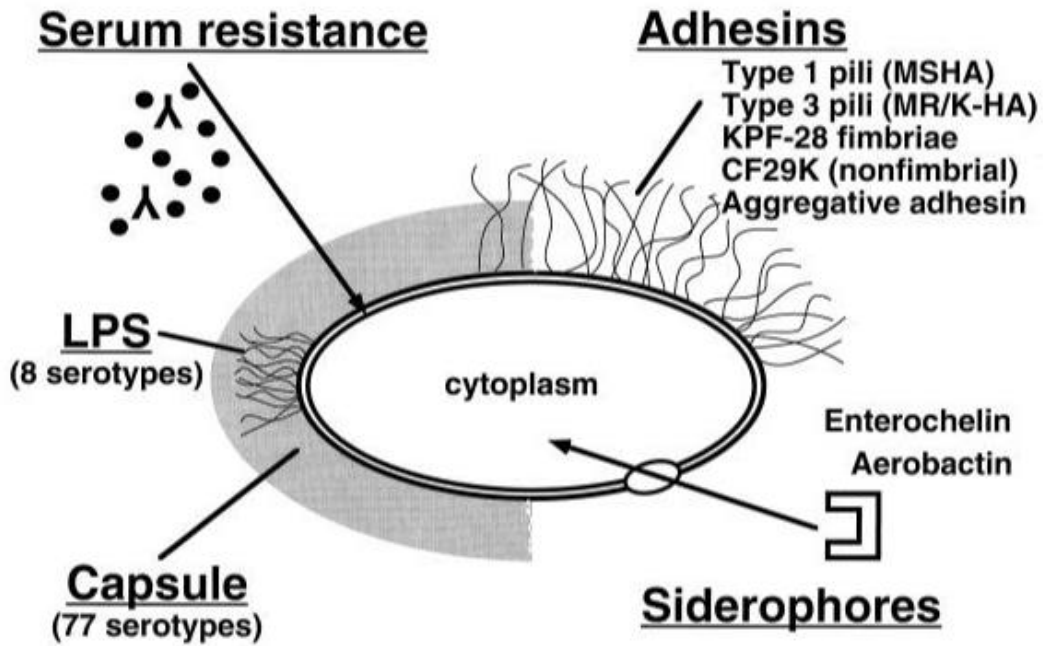 Serum resistance
Adhesins
Type 1 pili (MSHA)
Type 3 pili (MR/K-HA)
KPF-28 fimbriae
CF29K (nonfimbrial)
Aggregative adhesin
LPS
(8 serotypes)
cytoplasm
Enterochelin
Aerobactin
Capsule
(77 serotypes)
Siderophores